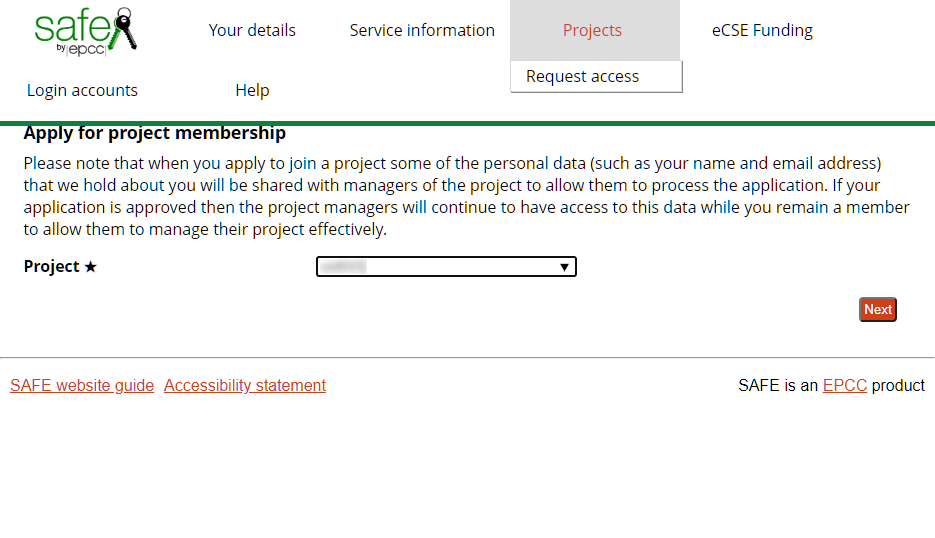 safe
by |epcc|
Your details Service information Projects eCSE Funding
Request access
Login accounts Help
Apply for project membership
Please note that when you apply to join a project some of the personal data (such as your name and email address)
that we hold about you will be shared with managers of the project to allow them to process the application. If your
application is approved then the project managers will continue to have access to this data while you remain a member
to allow them to manage their project effectively.
Project ★
Next
SAFE website guide Accessibility statement SAFE is an EPCC product